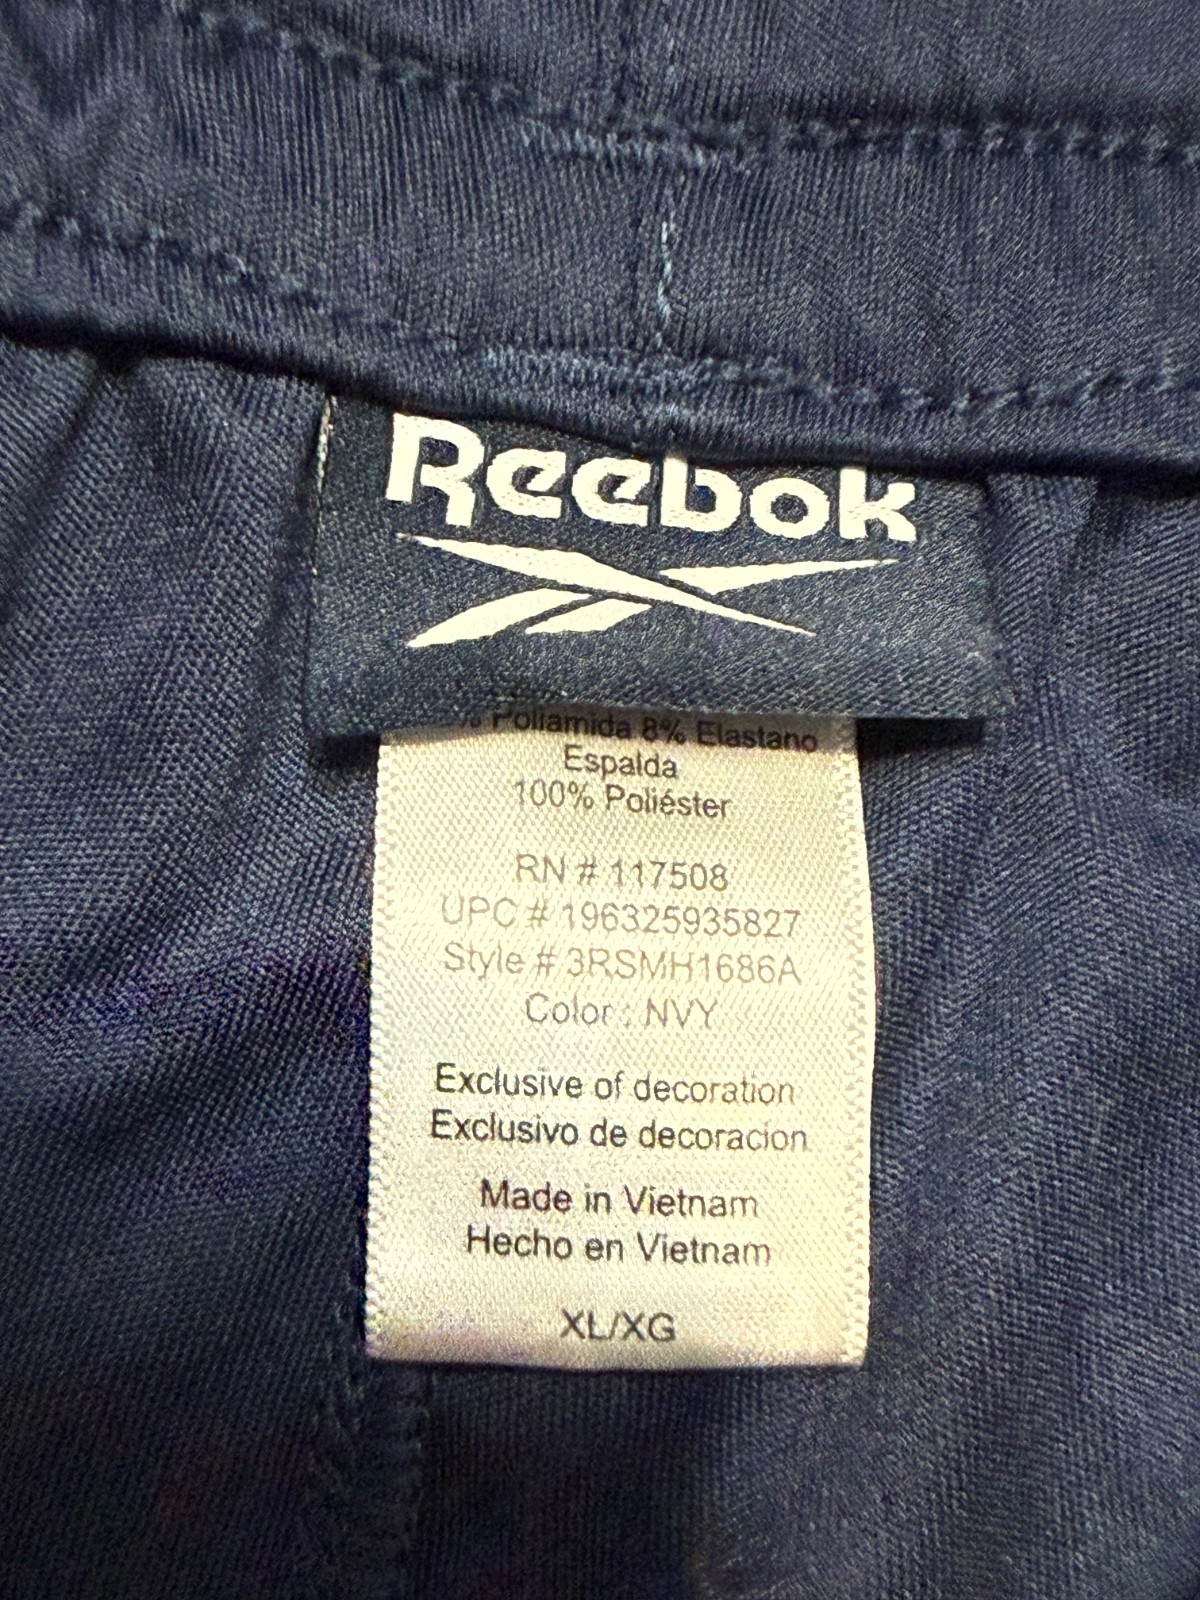 Reebok
% Poliamida 8% Elastano
Espalda
100% Poliéster
RN # 117508
UPC # 196325935827
Style # 3RSMH1686A
Color : NVY
Exclusive of decoration
Exclusivo de decoracion
Made in Vietnam
Hecho en Vietnam
XL/XG